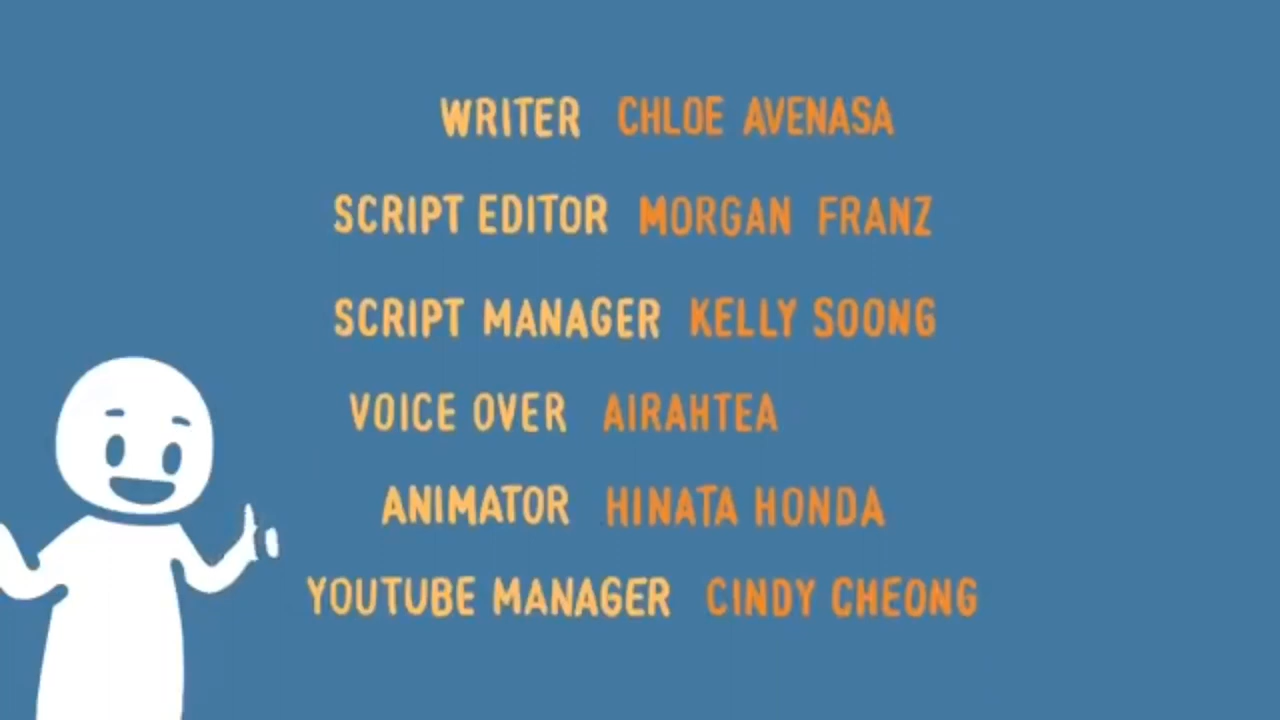 WRITER CHLOE AVENASA
SCRIPT EDITOR MORGAN FRANZ
SCRIPT MANAGER KELLY SOONG
VOICE OVER AIRAHTEA
ANIMATOR HINATA HONDA
YOUTUBE MANAGER CINDY CHEONG